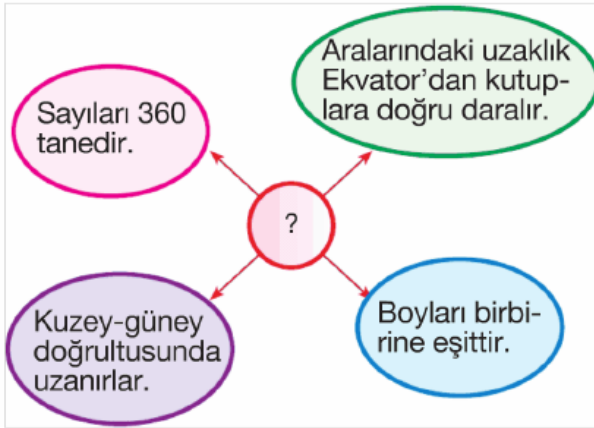 Sayıları 360
tanedir.
Aralarındaki uzaklık
Ekvator’dan kutup-
lara doğru daralır.
?
Kuzey-güney
doğrultusunda
uzanırlar.
Boyları birbi-
rine eşittir.